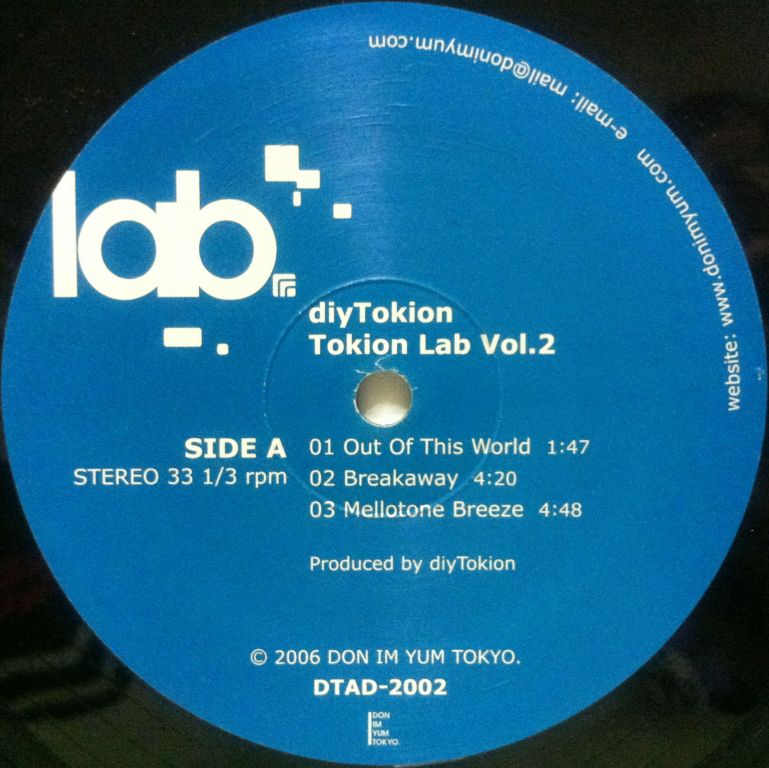 lab.
diyTokion
Tokion Lab Vol.2
SIDE A
STEREO 33 1/3 rpm
01 Out Of This World 1:47
02 Breakaway 4:20
03 Mellotone Breeze 4:48
Produced by diyTokion
© 2006 DON IM YUM TOKYO.
DTAD-2002
DON
IM
YUM
TOKYO.
website: www.donimyum.com e-mail: mail@donimyum.com